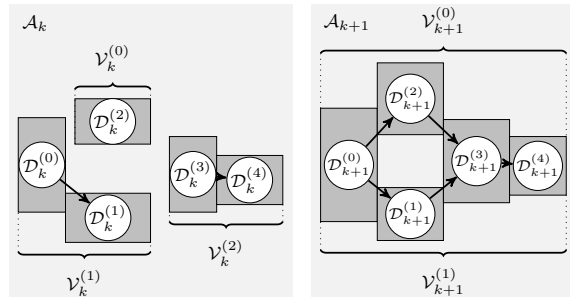 𝒜_k
𝒱_k^{(0)}
𝒟_k^{(2)}
𝒟_k^{(0)}
𝒟_k^{(3)}
𝒟_k^{(4)}
𝒟_k^{(1)}
𝒱_k^{(2)}
𝒱_k^{(1)}
𝒜_{k+1}
𝒱_{k+1}^{(0)}
𝒟_{k+1}^{(2)}
𝒟_{k+1}^{(0)}
𝒟_{k+1}^{(3)}
𝒟_{k+1}^{(4)}
𝒟_{k+1}^{(1)}
𝒱_{k+1}^{(1)}